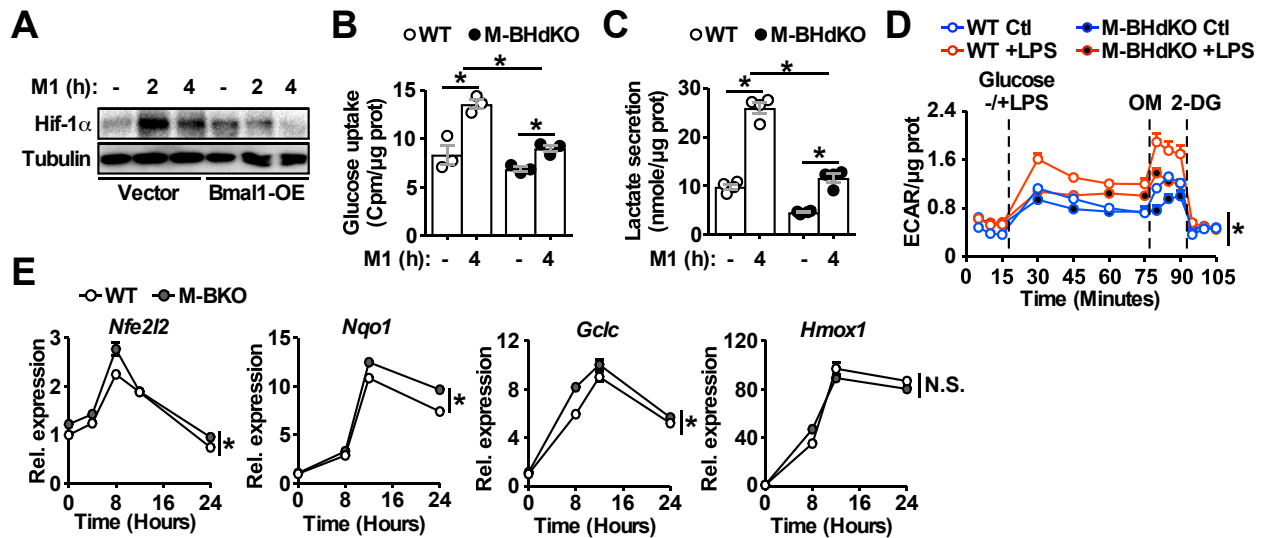 A
M1 (h): - 2 4 - 2 4
Hif-1α
Tubulin
Vector Bmal1-OE
B
WT M-BHdKO
Glucose uptake
(Cpm/µg prot)
15
10
5
0
* * * 
M1 (h): - 4 - 4
C
WT M-BHdKO
Lactate secretion
(nmole/µg prot)
30
20
10
0
* * *
M1 (h): - 4 - 4
D
WT Ctl M-BHdKO Ctl
WT +LPS M-BHdKO +LPS
Glucose
-/+LPS OM 2-DG
ECAR/µg prot
2.4
1.6
0.8
0
*
0 15 30 45 60 75 90 105
Time (Minutes)
E
WT M-BKO
Nfe2l2
Rel. expression
3
2
1
0
*
0 8 16 24
Time (Hours)
Nqo1
Rel. expression
15
10
5
0
*
0 8 16 24
Time (Hours)
Gclc
Rel. expression
12
8
4
0
*
0 8 16 24
Time (Hours)
Hmox1
Rel. expression
120
80
40
0
N.S.
0 8 16 24
Time (Hours)